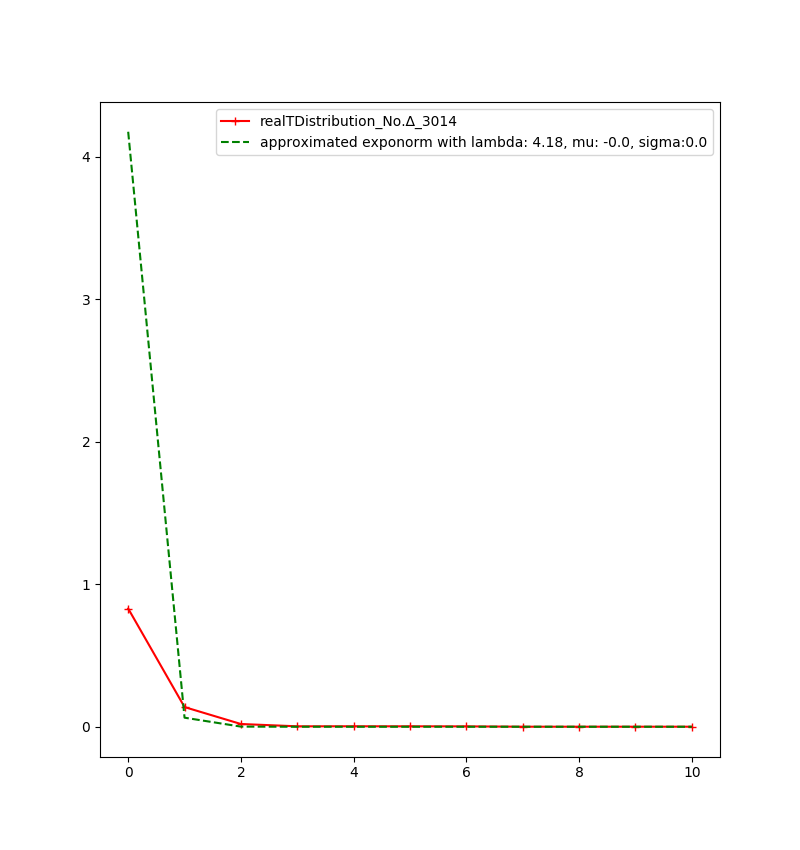 realTDistribution_No.Δ_3014
approximated exponorm with lambda: 4.18, mu: -0.0, sigma:0.0
4
3
2
1
0
0 2 4 6 8 10